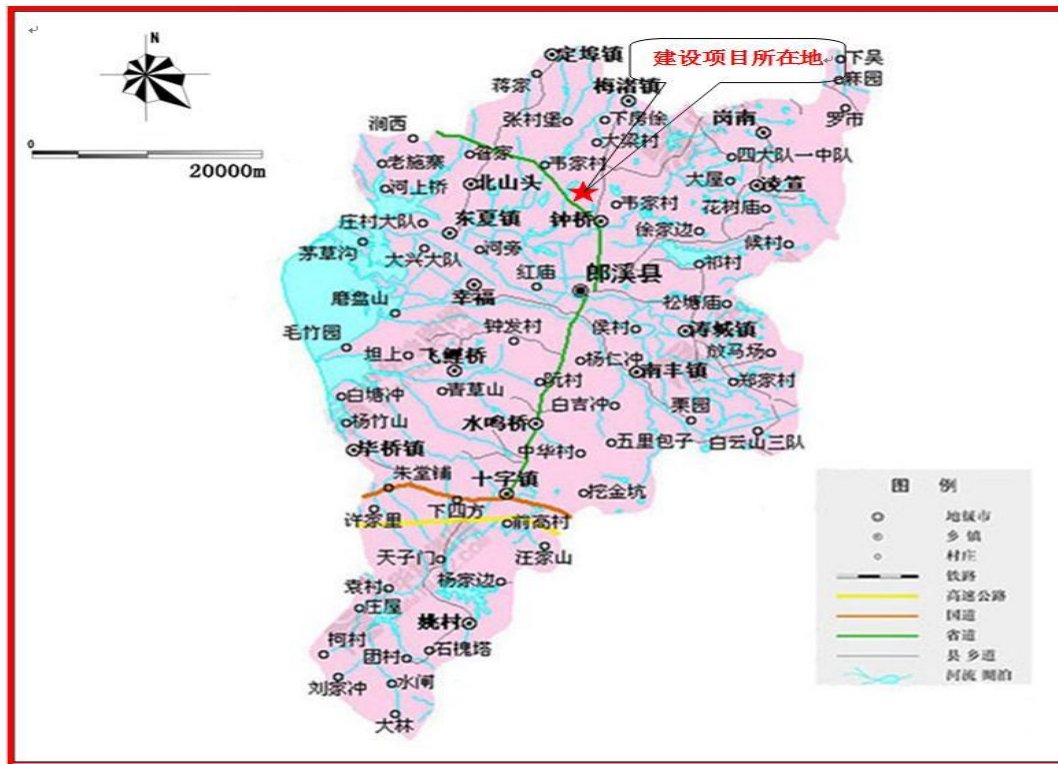 N
0
20000m
建设项目所在地
定埠镇
下吴
麻园
蒋家
梅渚镇
罗市
张村堡
下房徐
岗南
涧西
大梁村
四大队一中队
老施寨
谷家
韦家村
大屋
凌笪
河上桥
北山头
韦家村
花树庙
庄村大队
东夏镇
钟桥
徐家边
候村
茅草沟
大兴大队
河旁
祁村
红庙
郎溪县
磨盘山
幸福
松塘庙
毛竹园
钟发村
侯村
涛城镇
坦上
飞鲤桥
杨仁冲
放马场
南丰镇
郑家村
白塘冲
青草山
阮村
白吉冲
栗园
杨竹山
水鸣桥
五里包子
白云山三队
毕桥镇
中华村
朱堂铺
十字镇
挖金坑
许家里
下四方
前高村
天子门
汪家山
袁村
杨家边
庄屋
姚村
柯村
团村
石槐塔
刘家冲
水闸
大林
图 例
地级市
乡 镇
村庄
铁路
高速公路
国道
省道
县 乡道
河流 湖泊